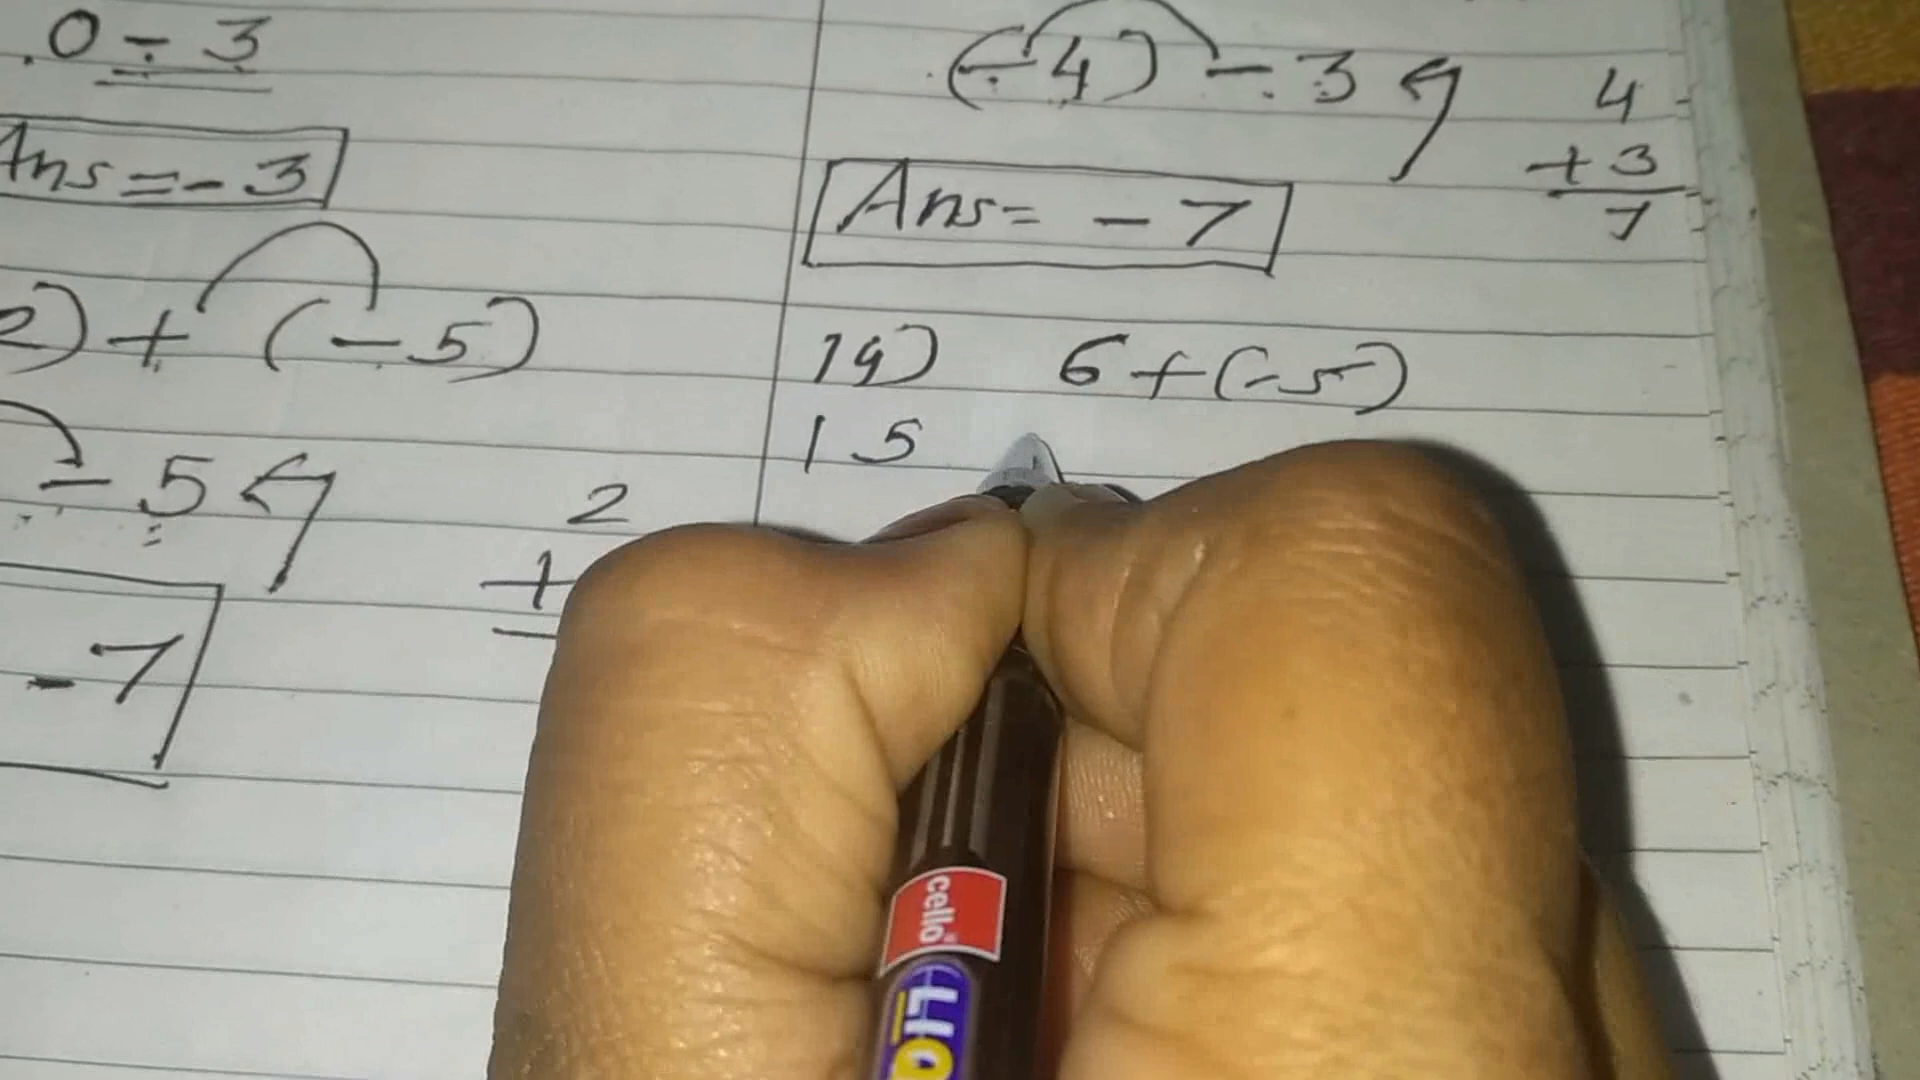 0 - 3
Ans = - 3
2) + (- 5)
- 5
2
+
- 7
(- 4) - 3
4
+ 3
7
Ans = - 7
14) 6 + (-5)
15
cello